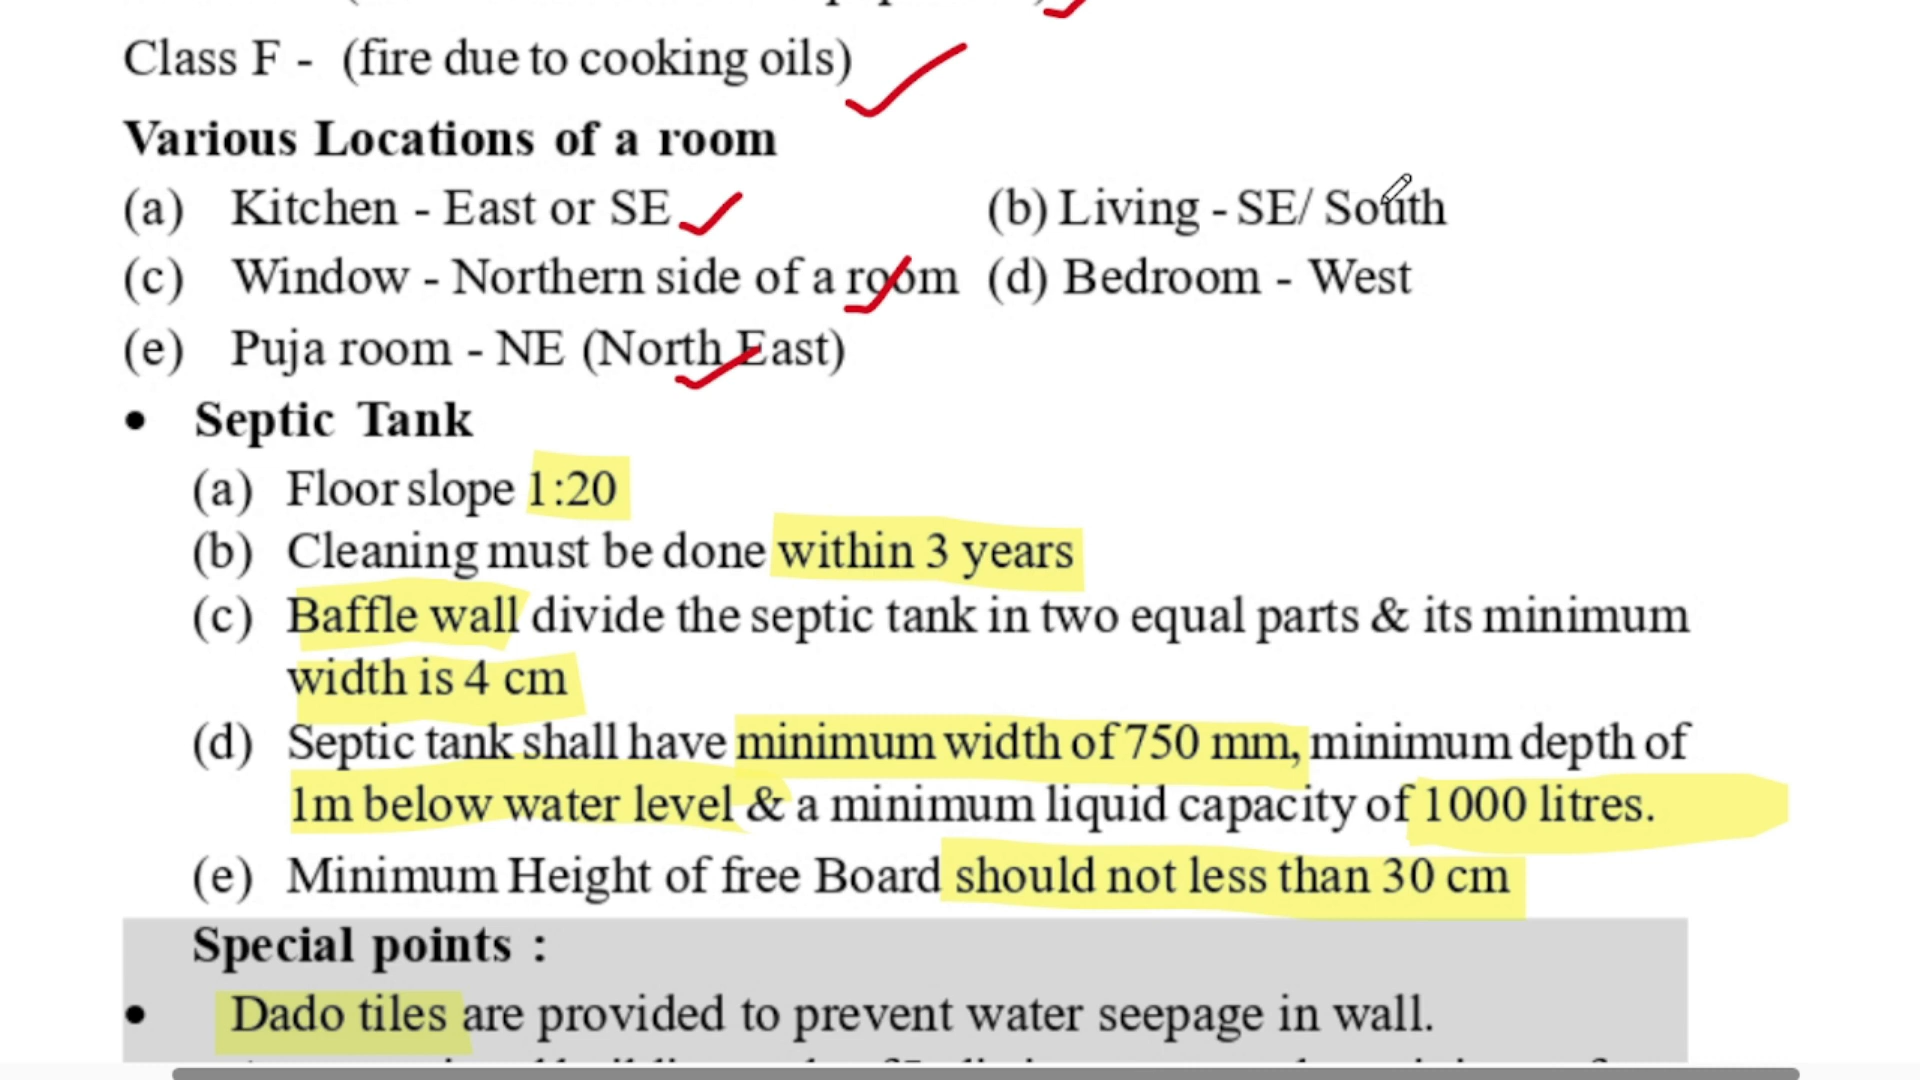 Class F - (fire due to cooking oils)
Various Locations of a room
(a) Kitchen - East or SE (b) Living - SE/ South
(c) Window - Northern side of a room (d) Bedroom - West
(e) Puja room - NE (North East)
• Septic Tank
(a) Floor slope 1:20
(b) Cleaning must be done within 3 years
(c) Baffle wall divide the septic tank in two equal parts & its minimum
width is 4 cm
(d) Septic tank shall have minimum width of 750 mm, minimum depth of
1m below water level & a minimum liquid capacity of 1000 litres.
(e) Minimum Height of free Board should not less than 30 cm
Special points :
• Dado tiles are provided to prevent water seepage in wall.